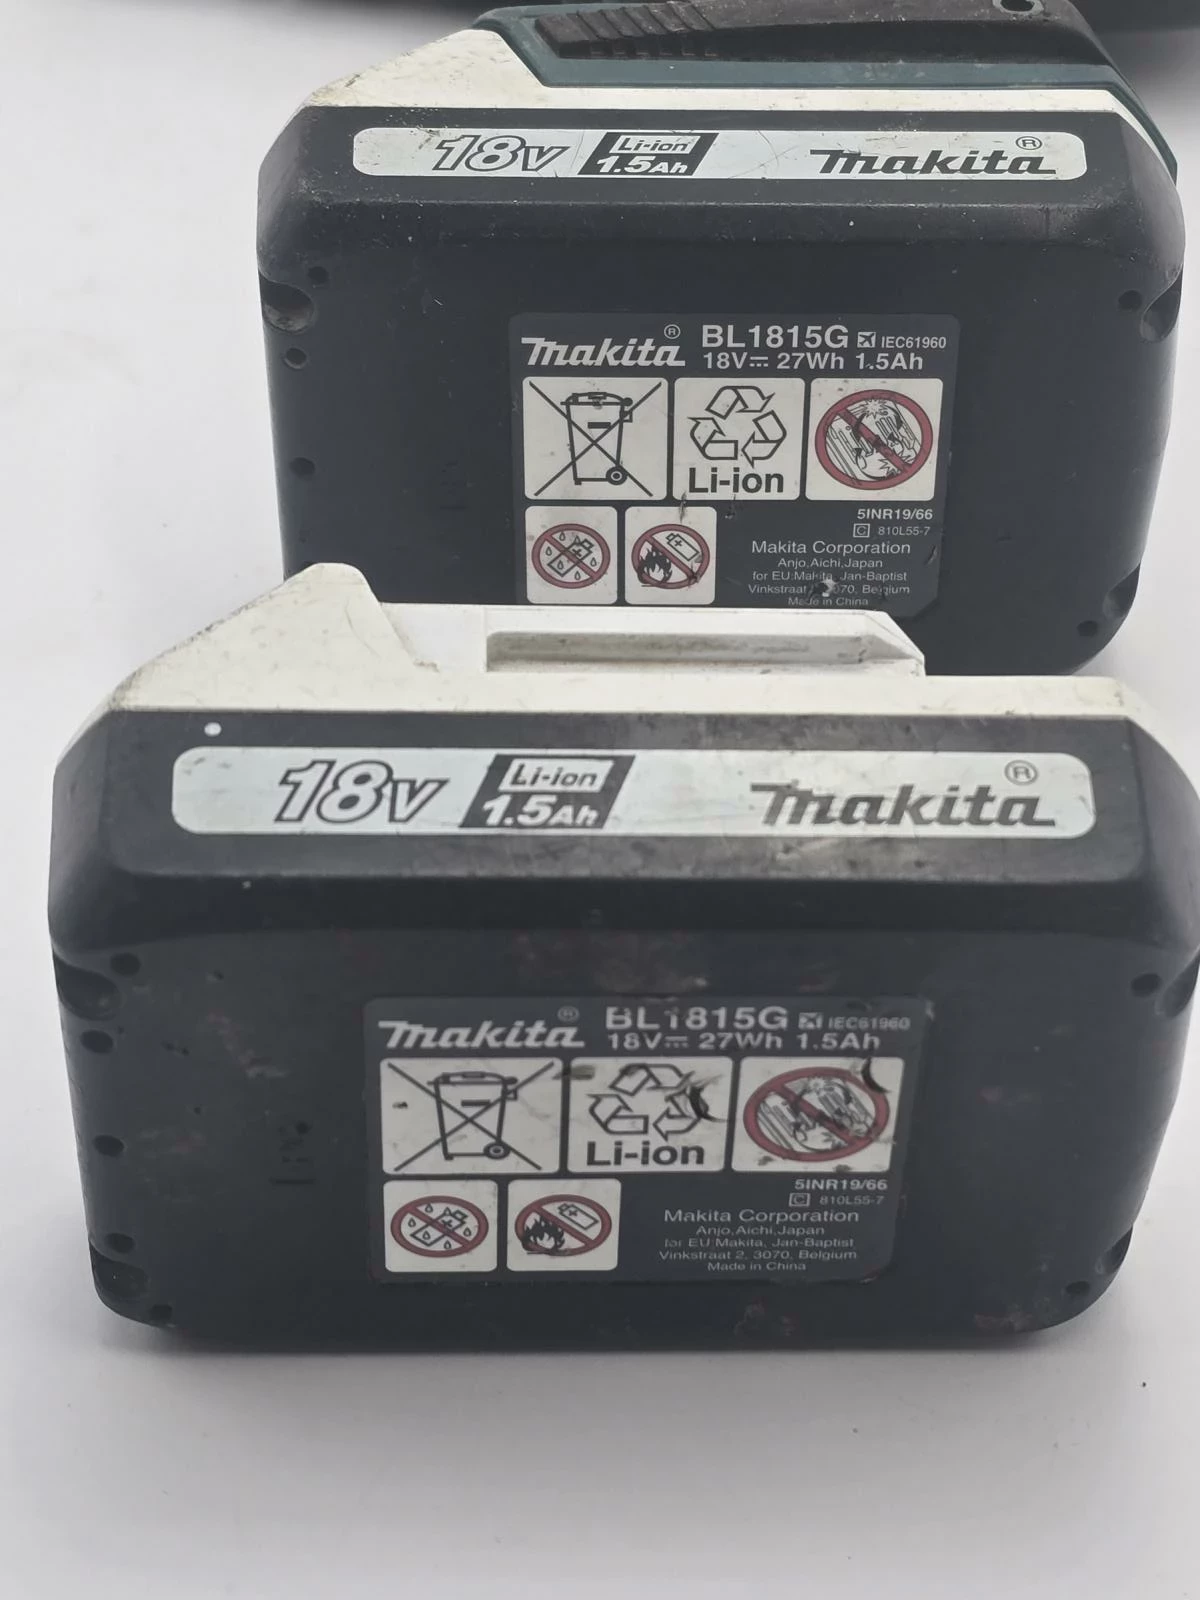 18V Li-ion 1.5Ah makita®
makita® BL1815G IEC61960
18V 27Wh 1.5Ah
Li-ion
5INR19/66
C 810L55-7
Makita Corporation
Anjo,Aichi,Japan
for EU:Makita, Jan-Baptist
Vinkstraat 3070, Belgium
Made in China
18V Li-ion 1.5Ah makita®
makita® BL1815G IEC61960
18V 27Wh 1.5Ah
Li-ion
5INR19/66
C 810L55-7
Makita Corporation
Anjo,Aichi,Japan
for EU:Makita, Jan-Baptist
Vinkstraat 2, 3070, Belgium
Made in China